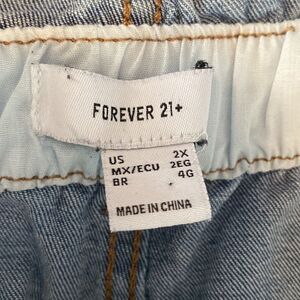 FOREVER 21+
US 2X
MX/ECU 2EG
BR 4G
MADE IN CHINA